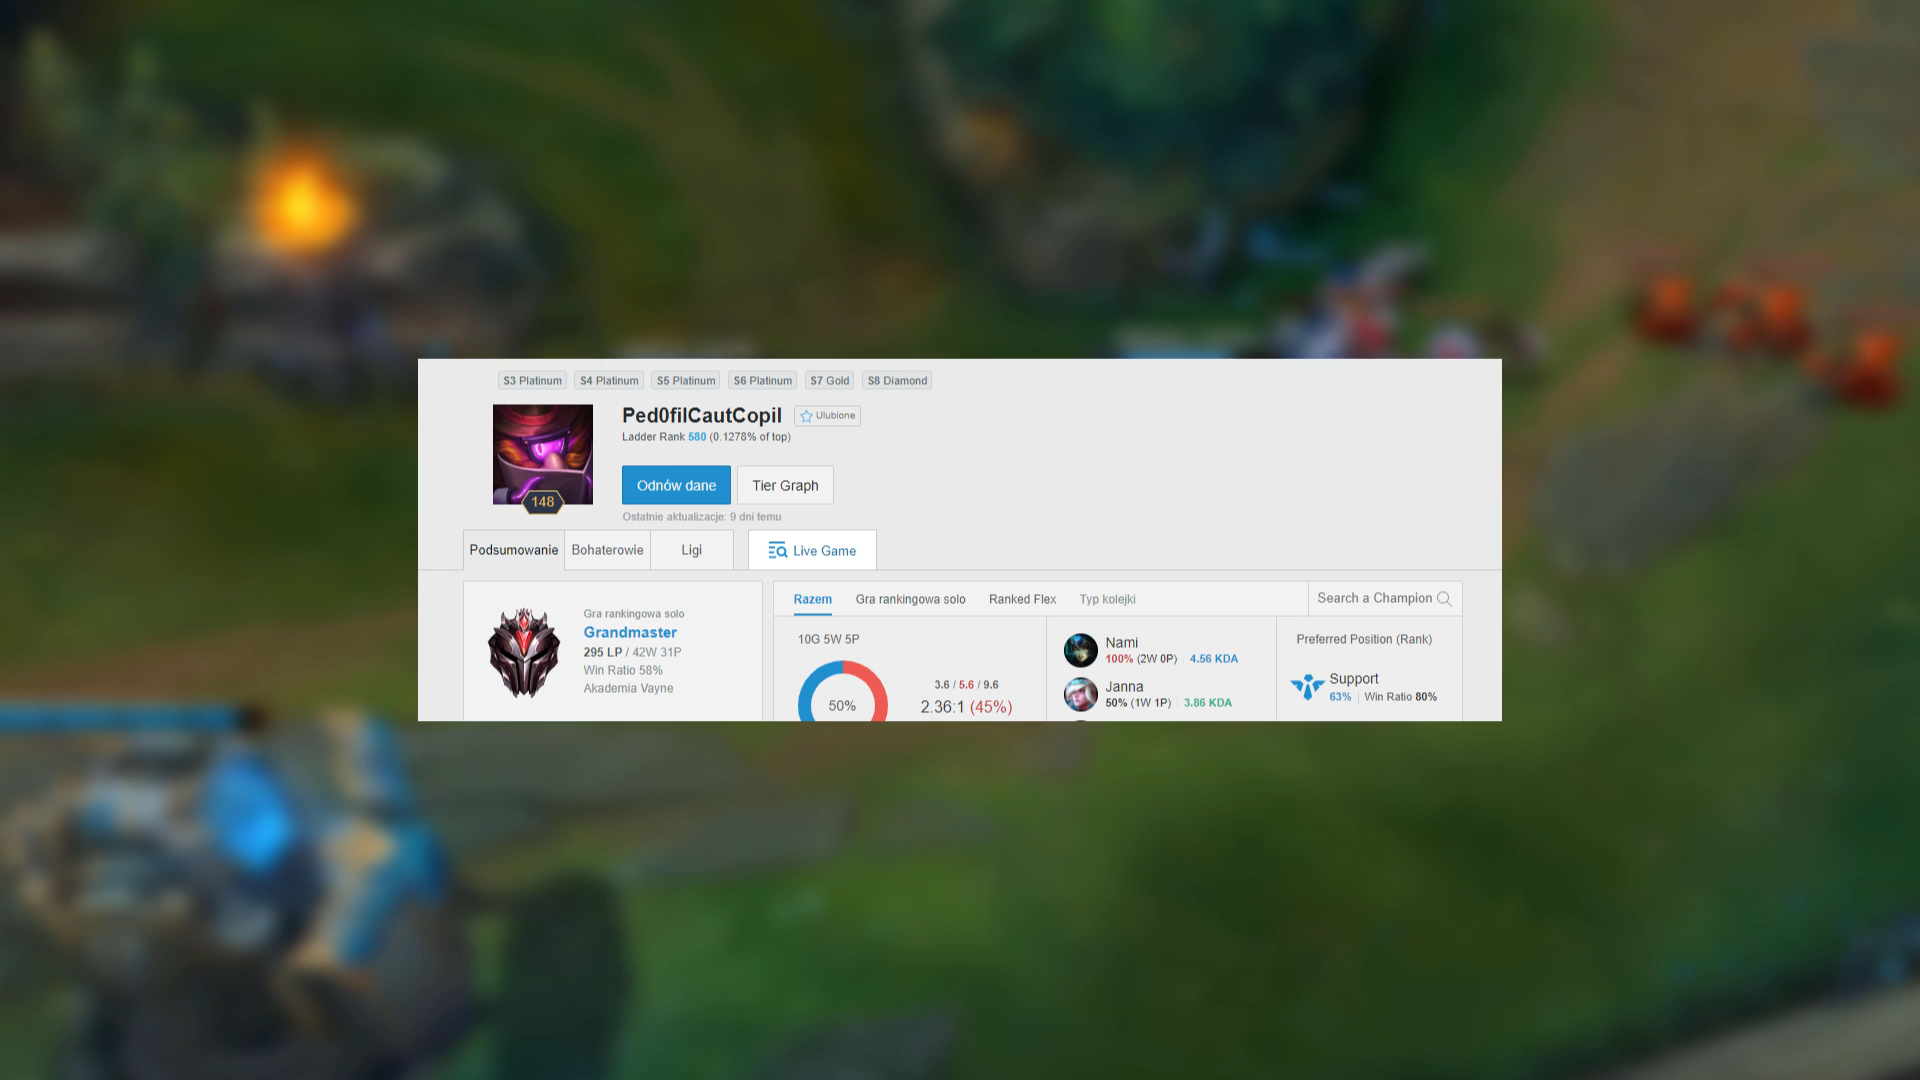 S3 Platinum S4 Platinum S5 Platinum S6 Platinum S7 Gold S8 Diamond
Ped0filCautCopil Ulubione
Ladder Rank 580 (0.1278% of top)
148
Odnów dane Tier Graph
Ostatnie aktualizacje: 9 dni temu
Podsumowanie Bohaterowie Ligi Live Game
Gra rankingowa solo
Grandmaster
295 LP / 42W 31P
Win Ratio 58%
Akademia Vayne
Razem Gra rankingowa solo Ranked Flex Typ kolejki Search a Champion
10G 5W 5P
50%
3.6 / 5.6 / 9.6
2.36:1 (45%)
Nami
100% (2W 0P) 4.56 KDA
Janna
50% (1W 1P) 3.86 KDA
Preferred Position (Rank)
Support
63% Win Ratio 80%